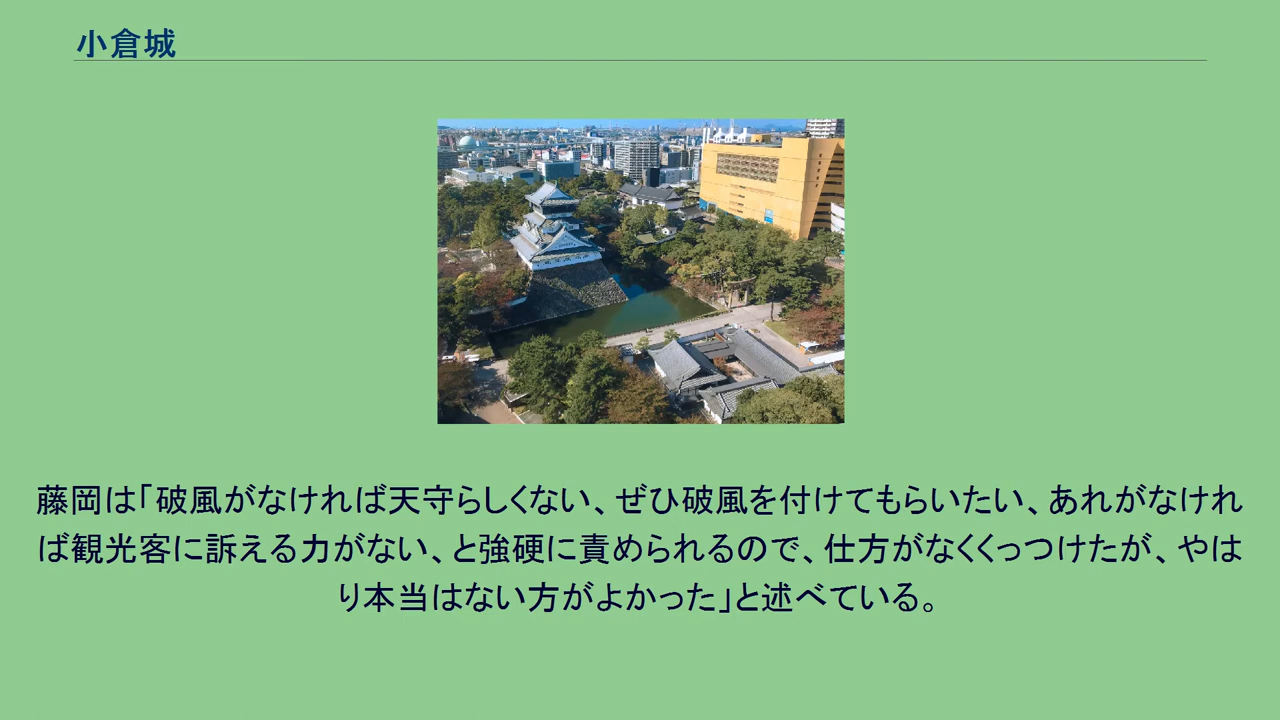 小倉城
藤岡は「破風がなければ天守らしくない、ぜひ破風を付けてもらいたい、あれがなけれ
ば観光客に訴える力がない、と強硬に責められるので、仕方がなくくっつけたが、やは
り本当はない方がよかった」と述べている。